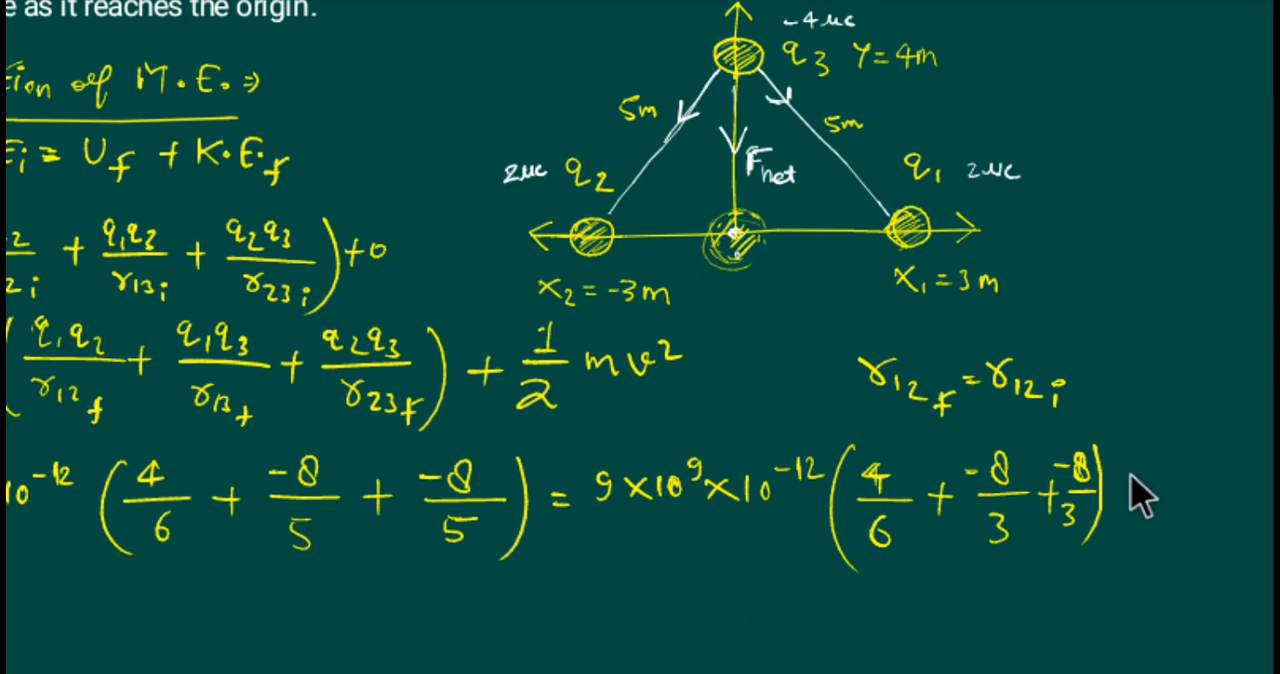 e as it reaches the origin.
tion of M.E. ⇒
Ei = Uf + K.Ef
2/2i + q1q3/r13i + q2q3/r23i) + 0
(q1q2/r12f + q1q3/r13f + q2q3/r23f) + 1/2 mv²
10^-12 (4/6 + -8/5 + -8/5) = 9×10^9×10^-12 (4/6 + -8/3 + -8/3)
-4μc
q3 Y=4m
5m
5m
Fnet
2μc q2
q1 2μc
x2 = -3m
x1 = 3m
r12f = r12i